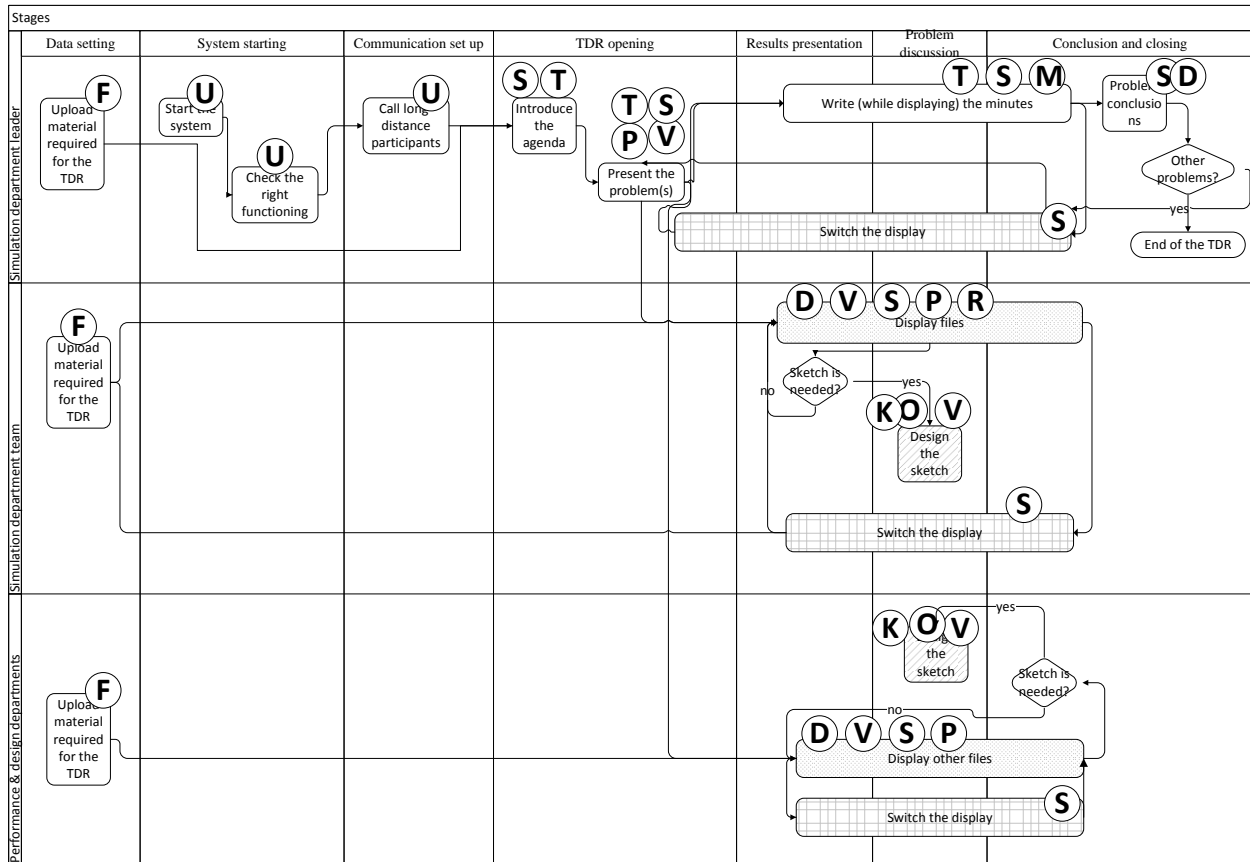 Stages
Data setting
System starting
Communication set up
TDR opening
Results presentation
Problem
discussion
Conclusion and closing
Simulation department leader
F
Upload
material
required
for the
TDR
U
Start the
system
U
Check the
right
functioning
U
Call long
distance
participants
S T
Introduce
the
agenda
T S
P V
Present the
problem(s)
T S M
Write (while displaying) the minutes
S D
Problem
conclusio
ns
Other
problems?
yes
S
Switch the display
End of the TDR
Simulation department team
F
Upload
material
required
for the
TDR
D V S P R
Display files
Sketch is
needed?
no
yes
K O V
Design
the
sketch
S
Switch the display
Performance & design departments
F
Upload
material
required
for the
TDR
yes
K O V
the
sketch
Sketch is
needed?
no
D V S P
Display other files
S
Switch the display